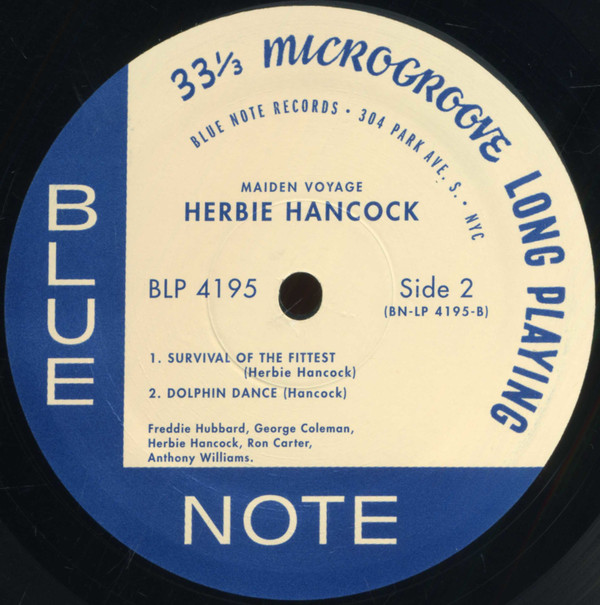 33 1/3 MICROGROOVE LONG PLAYING
BLUE NOTE RECORDS · 304 PARK AVE. S. · NYC
MAIDEN VOYAGE
HERBIE HANCOCK
BLP 4195
Side 2
(BN-LP 4195-B)
1. SURVIVAL OF THE FITTEST
(Herbie Hancock)
2. DOLPHIN DANCE (Hancock)
Freddie Hubbard, George Coleman,
Herbie Hancock, Ron Carter,
Anthony Williams.
BLUE
NOTE